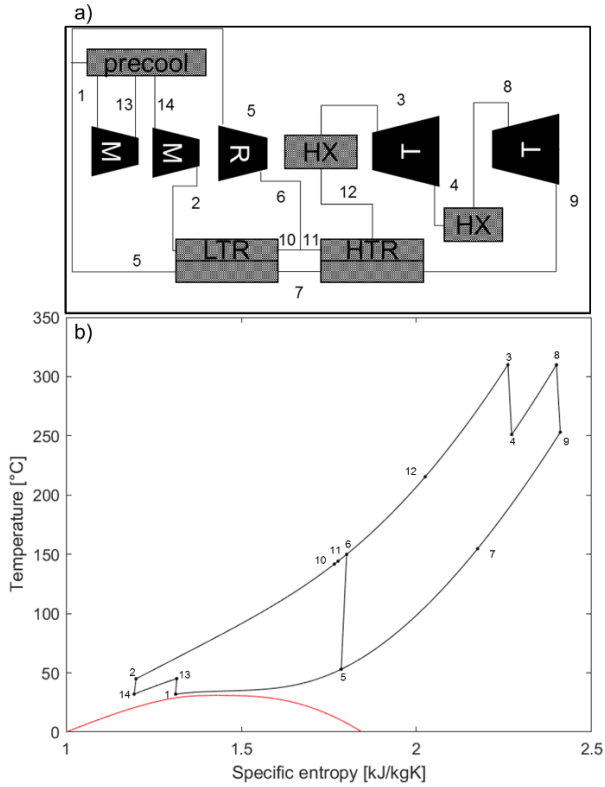 a)
precool
1
13
14
5
3
8
M
M
R
HX
T
T
2
6
12
4
9
HX
5
LTR
10
11
HTR
7
b)
350
300
250
200
150
100
50
0
Temperature [°C]
3
8
4
9
12
6
11
10
7
2
13
14
1
5
1
1.5
2
2.5
Specific entropy [kJ/kgK]